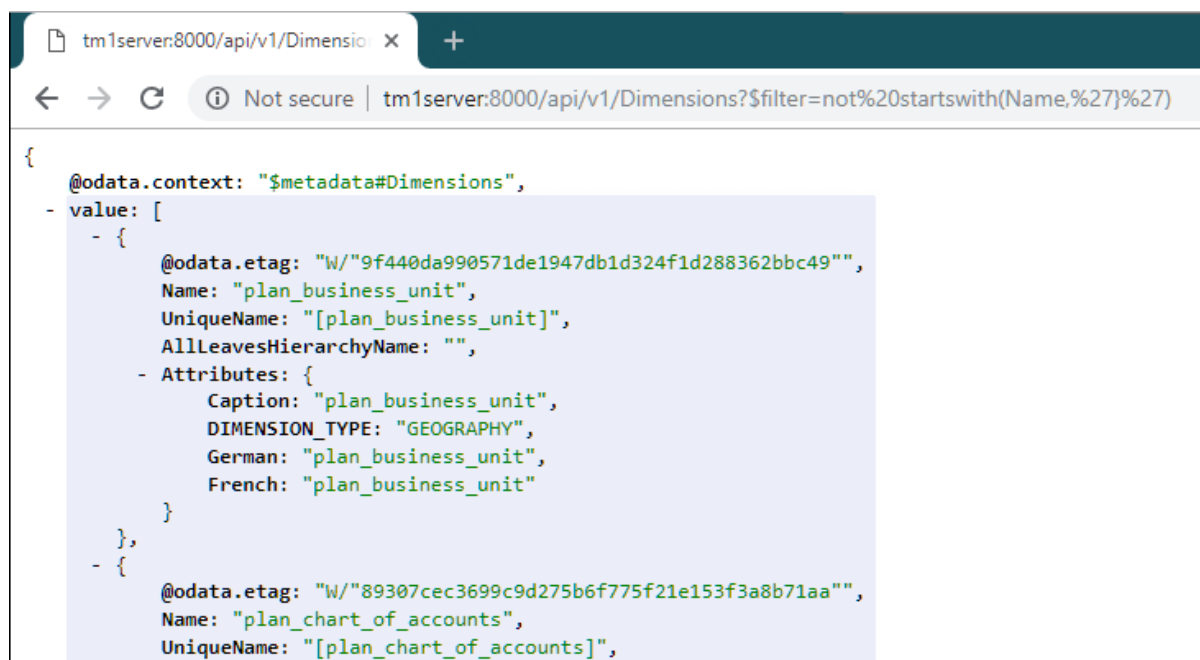 tm1server:8000/api/v1/Dimensio
Not secure | tm1server:8000/api/v1/Dimensions?$filter=not%20startswith(Name,%27}%27)
{
@odata.context: "$metadata#Dimensions",
- value: [
- {
@odata.etag: "W/"9f440da990571de1947db1d324f1d288362bbc49"",
Name: "plan_business_unit",
UniqueName: "[plan_business_unit]",
AllLeavesHierarchyName: "",
- Attributes: {
Caption: "plan_business_unit",
DIMENSION_TYPE: "GEOGRAPHY",
German: "plan_business_unit",
French: "plan_business_unit"
}
},
- {
@odata.etag: "W/"89307cec3699c9d275b6f775f21e153f3a8b71aa"",
Name: "plan_chart_of_accounts",
UniqueName: "[plan_chart_of_accounts]",